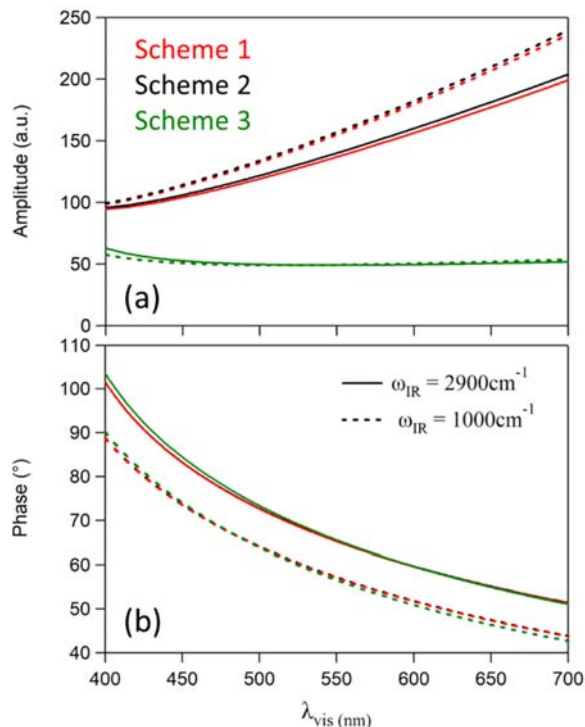 250
200
150
100
50
0
Amplitude (a.u.)
Scheme 1
Scheme 2
Scheme 3
(a)
110
100
90
80
70
60
50
40
Phase (°)
ω_IR = 2900cm⁻¹
ω_IR = 1000cm⁻¹
(b)
400 450 500 550 600 650 700
λ_vis (nm)